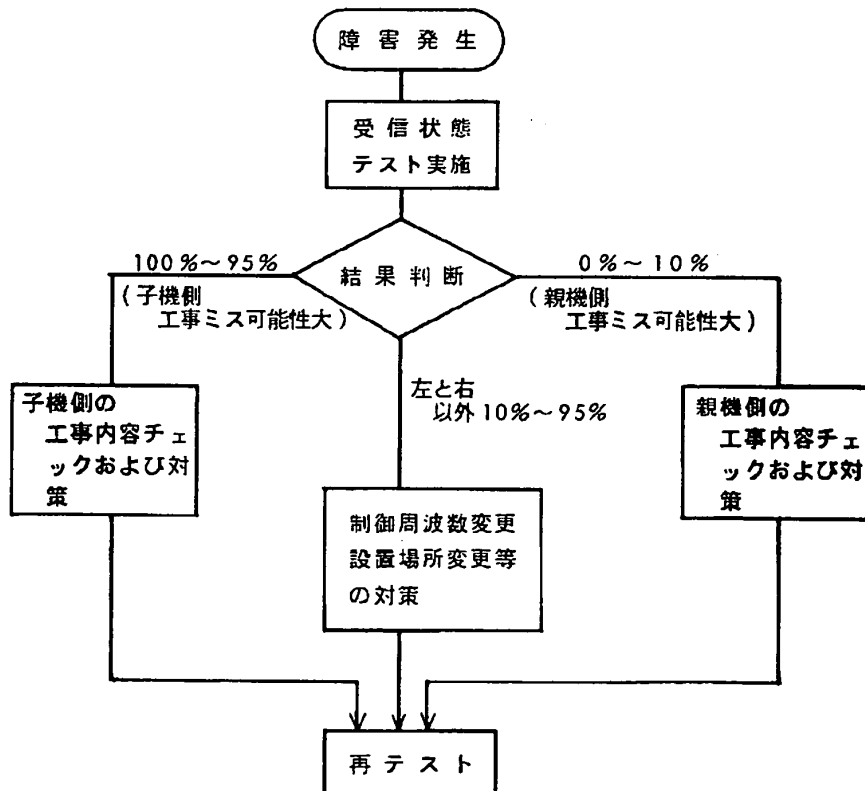 障害発生
受信状態
テスト実施
結果判断
100%~95%
(子機側
工事ミス可能性大)
0%~10%
(親機側
工事ミス可能性大)
左と右
以外10%~95%
子機側の
工事内容チェ
ックおよび対
策
制御周波数変更
設置場所変更等
の対策
親機側の
工事内容チェ
ックおよび対
策
再テスト